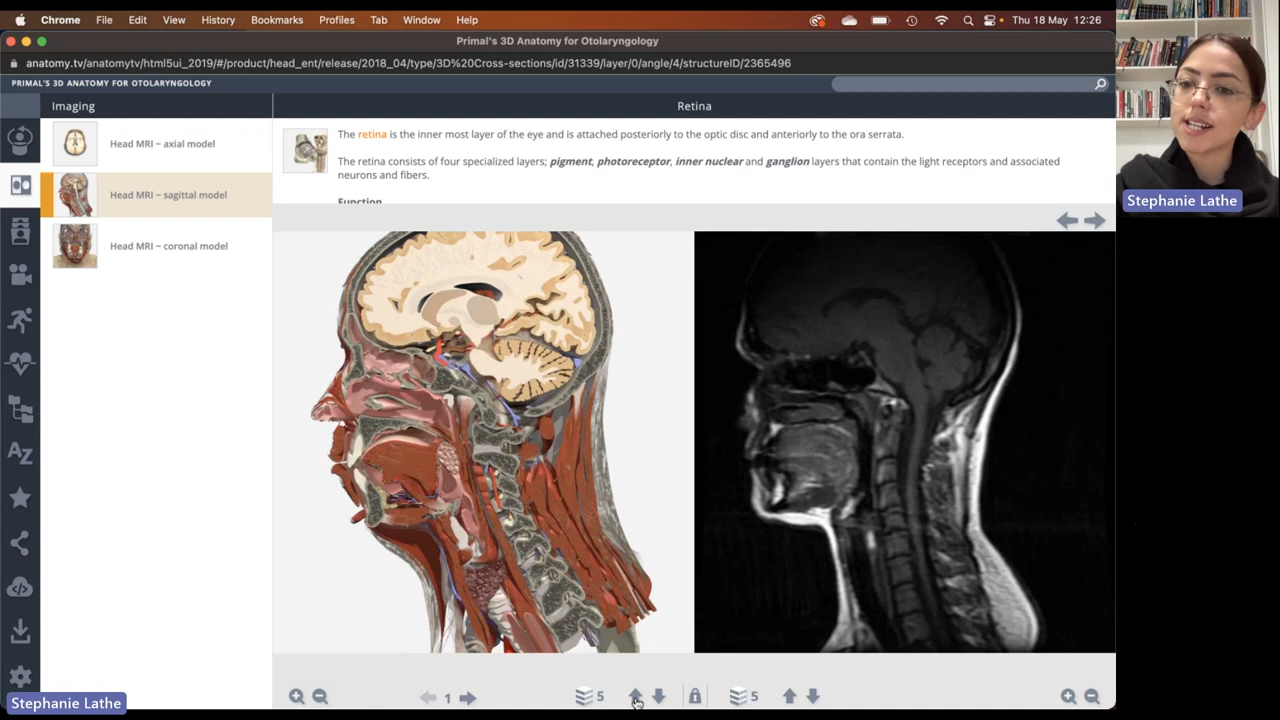 Chrome File Edit View History Bookmarks Profiles Tab Window Help Thu 18 May 12:26
Primal's 3D Anatomy for Otolaryngology
anatomy.tv/anatomytv/html5ui_2019/#/product/head_ent/release/2018_04/type/3D%20Cross-sections/id/31339/layer/0/angle/4/structureID/2365496
PRIMAL'S 3D ANATOMY FOR OTOLARYNGOLOGY
Imaging
Retina
Head MRI ~ axial model
Head MRI ~ sagittal model
Head MRI ~ coronal model
The retina is the inner most layer of the eye and is attached posteriorly to the optic disc and anteriorly to the ora serrata.
The retina consists of four specialized layers; pigment, photoreceptor, inner nuclear and ganglion layers that contain the light receptors and associated
neurons and fibers.
Function
Stephanie Lathe
AZ
1
5
5
Stephanie Lathe